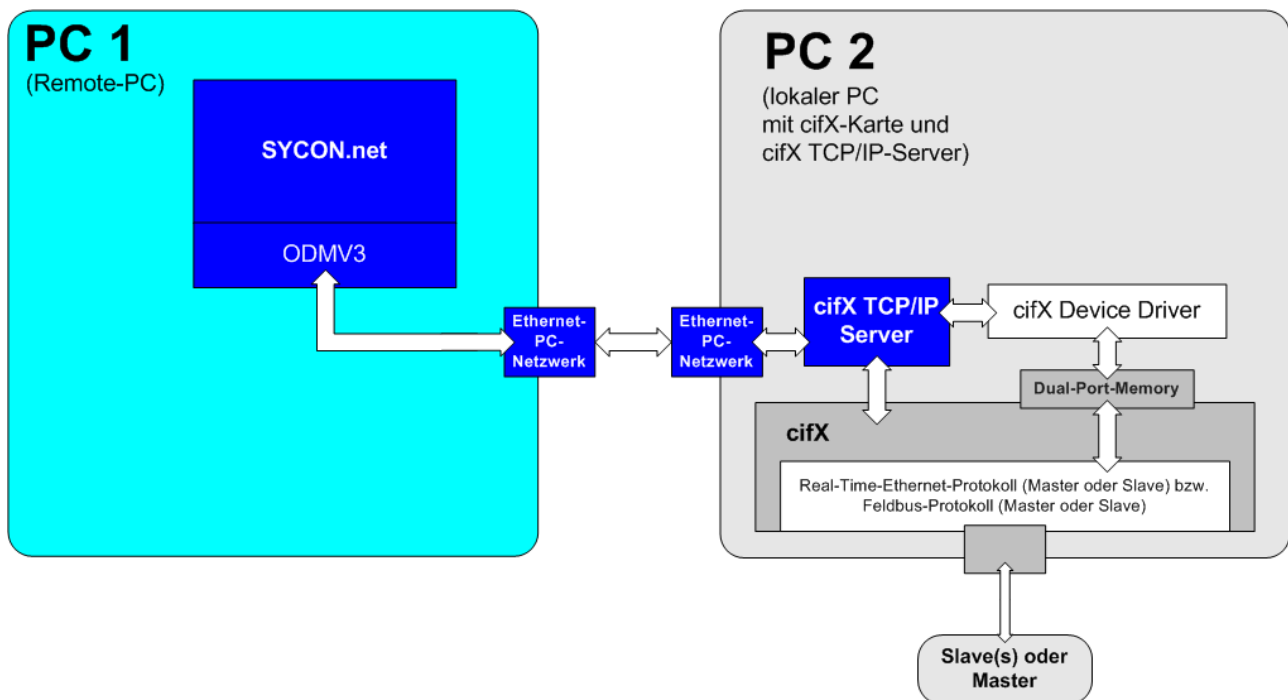 PC 1
(Remote-PC)
SYCON.net
ODMV3
Ethernet-
PC-
Netzwerk
Ethernet-
PC-
Netzwerk
PC 2
(lokaler PC
mit cifX-Karte und
cifX TCP/IP-Server)
cifX TCP/IP
Server
cifX Device Driver
Dual-Port-Memory
cifX
Real-Time-Ethernet-Protokoll (Master oder Slave) bzw.
Feldbus-Protokoll (Master oder Slave)
Slave(s) oder
Master